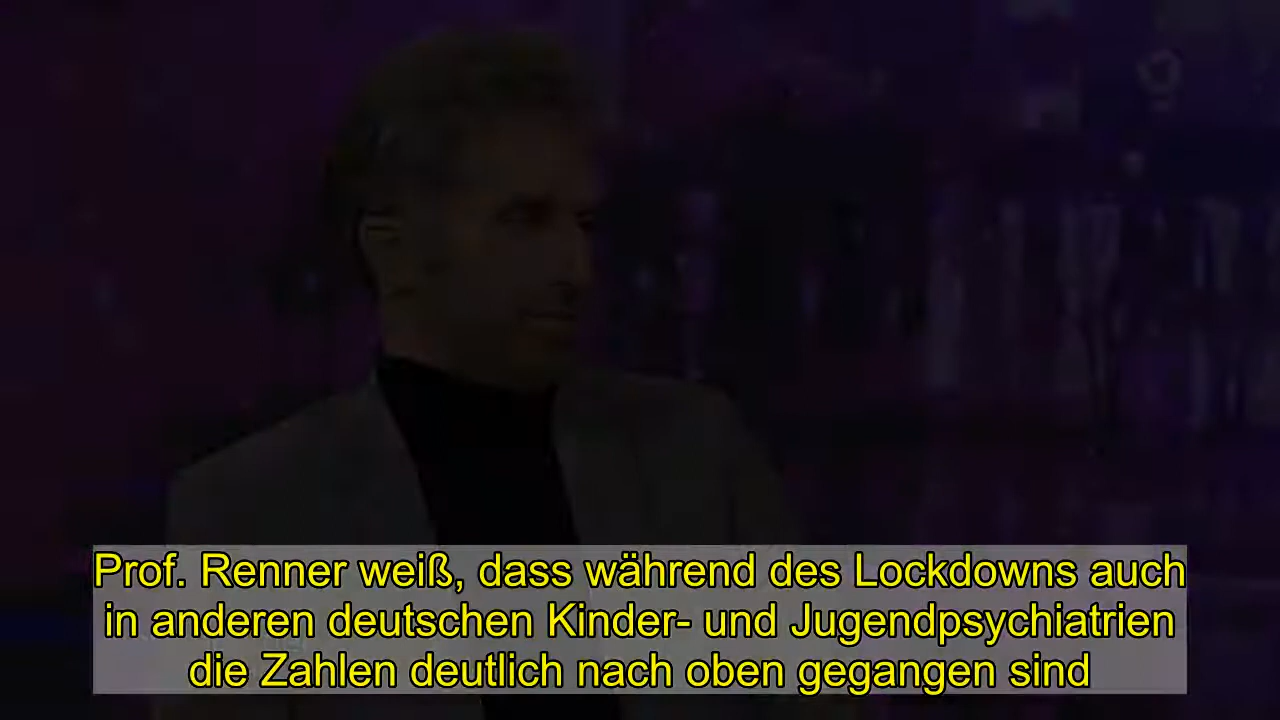 Prof. Renner weiß, dass während des Lockdowns auch
in anderen deutschen Kinder- und Jugendpsychiatrien
die Zahlen deutlich nach oben gegangen sind